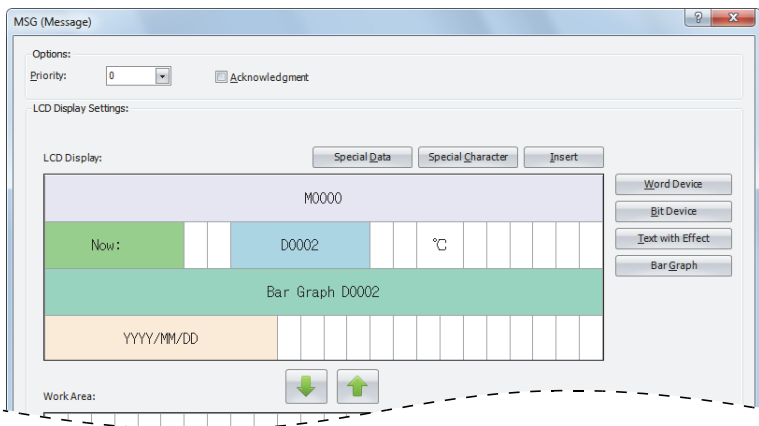 MSG (Message)
Options:
Priority: 0 Acknowledgment
LCD Display Settings:
LCD Display: Special Data Special Character Insert
M0000
Now: D0002 ℃
Bar Graph D0002
YYYY/MM/DD
Word Device
Bit Device
Text with Effect
Bar Graph
Work Area: